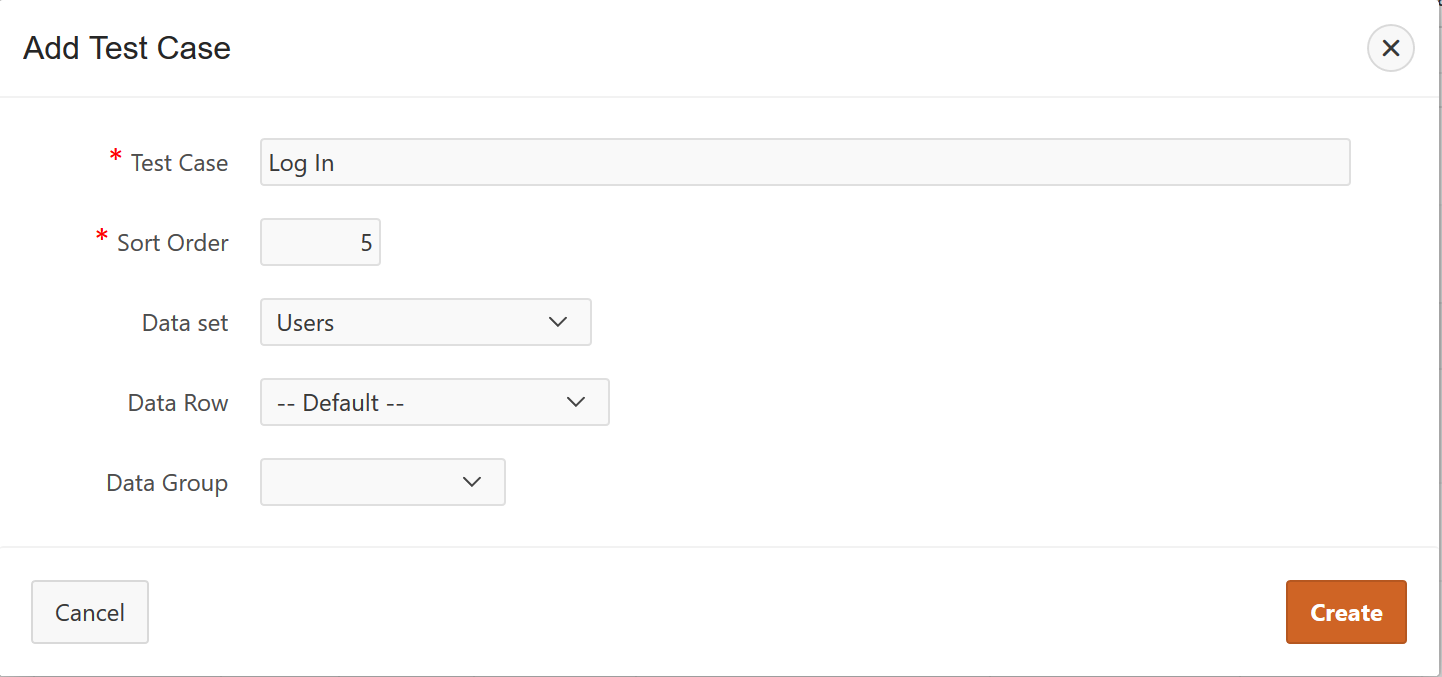 Add Test Case
* Test Case Log In
* Sort Order 5
Data set Users
Data Row -- Default --
Data Group
Cancel Create